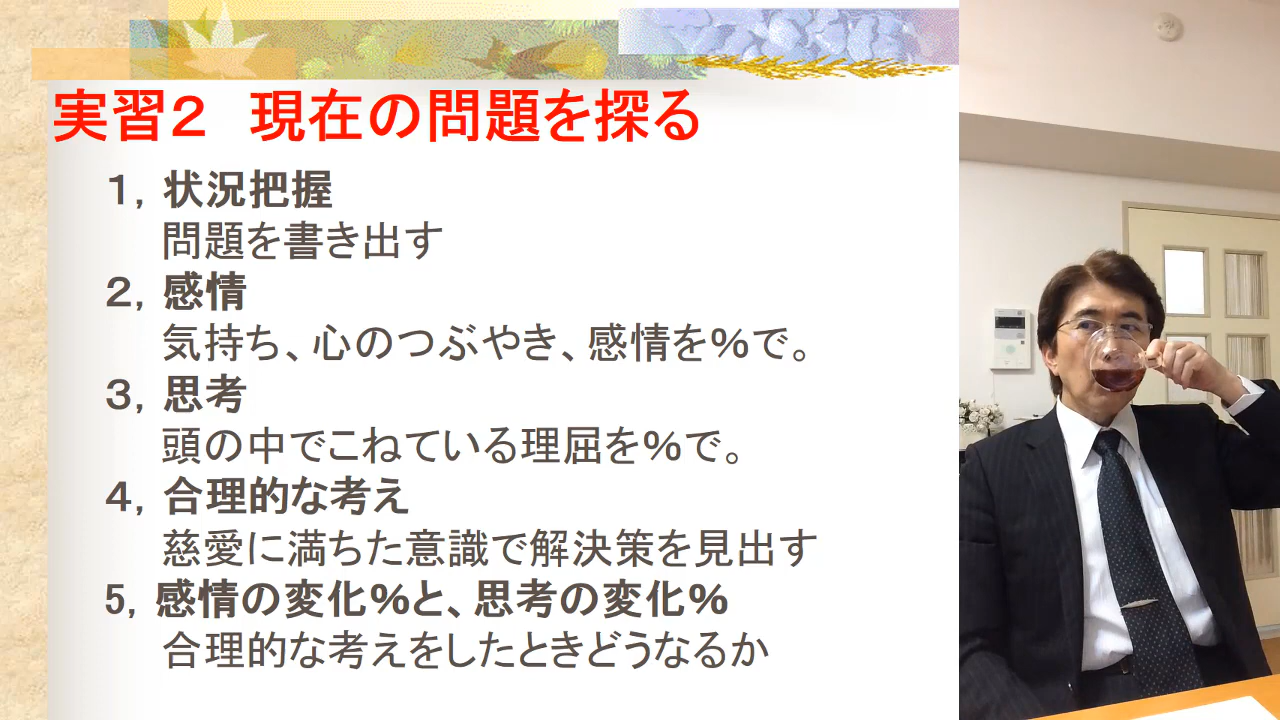 実習２　現在の問題を探る
１，状況把握
問題を書き出す
２，感情
気持ち、心のつぶやき、感情を％で。
３，思考
頭の中でこねている理屈を％で。
４，合理的な考え
慈愛に満ちた意識で解決策を見出す
５，感情の変化％と、思考の変化％
合理的な考えをしたときどうなるか